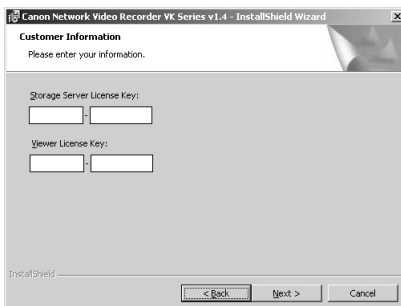 Canon Network Video Recorder VK Series v1.4 - InstallShield Wizard
Customer Information
Please enter your information.
Storage Server License Key:
-
Viewer License Key:
-
InstallShield
< Back Next > Cancel